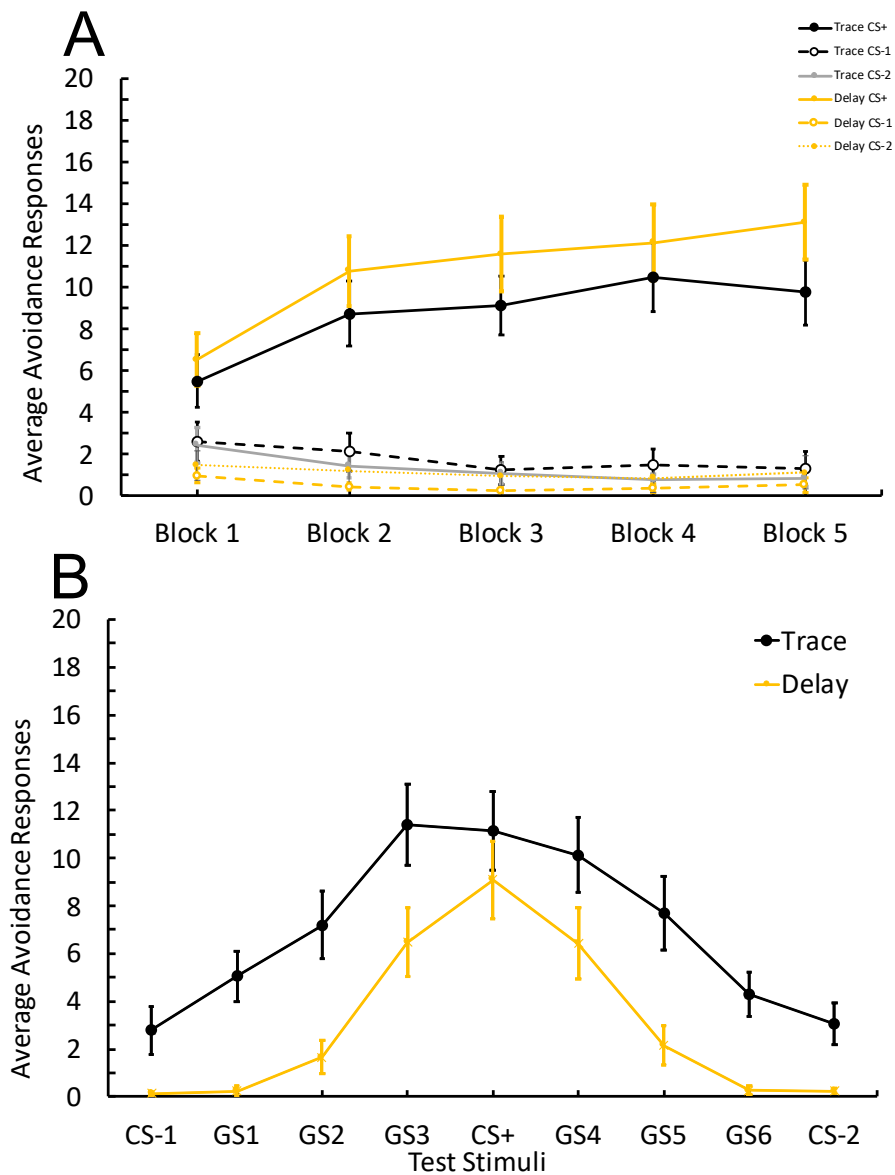 A
Trace CS+
Trace CS-1
Trace CS-2
Delay CS+
Delay CS-1
Delay CS-2
Average Avoidance Responses
20
18
16
14
12
10
8
6
4
2
0
Block 1 Block 2 Block 3 Block 4 Block 5
B
Trace
Delay
Average Avoidance Responses
20
18
16
14
12
10
8
6
4
2
0
CS-1 GS1 GS2 GS3 CS+ GS4 GS5 GS6 CS-2
Test Stimuli